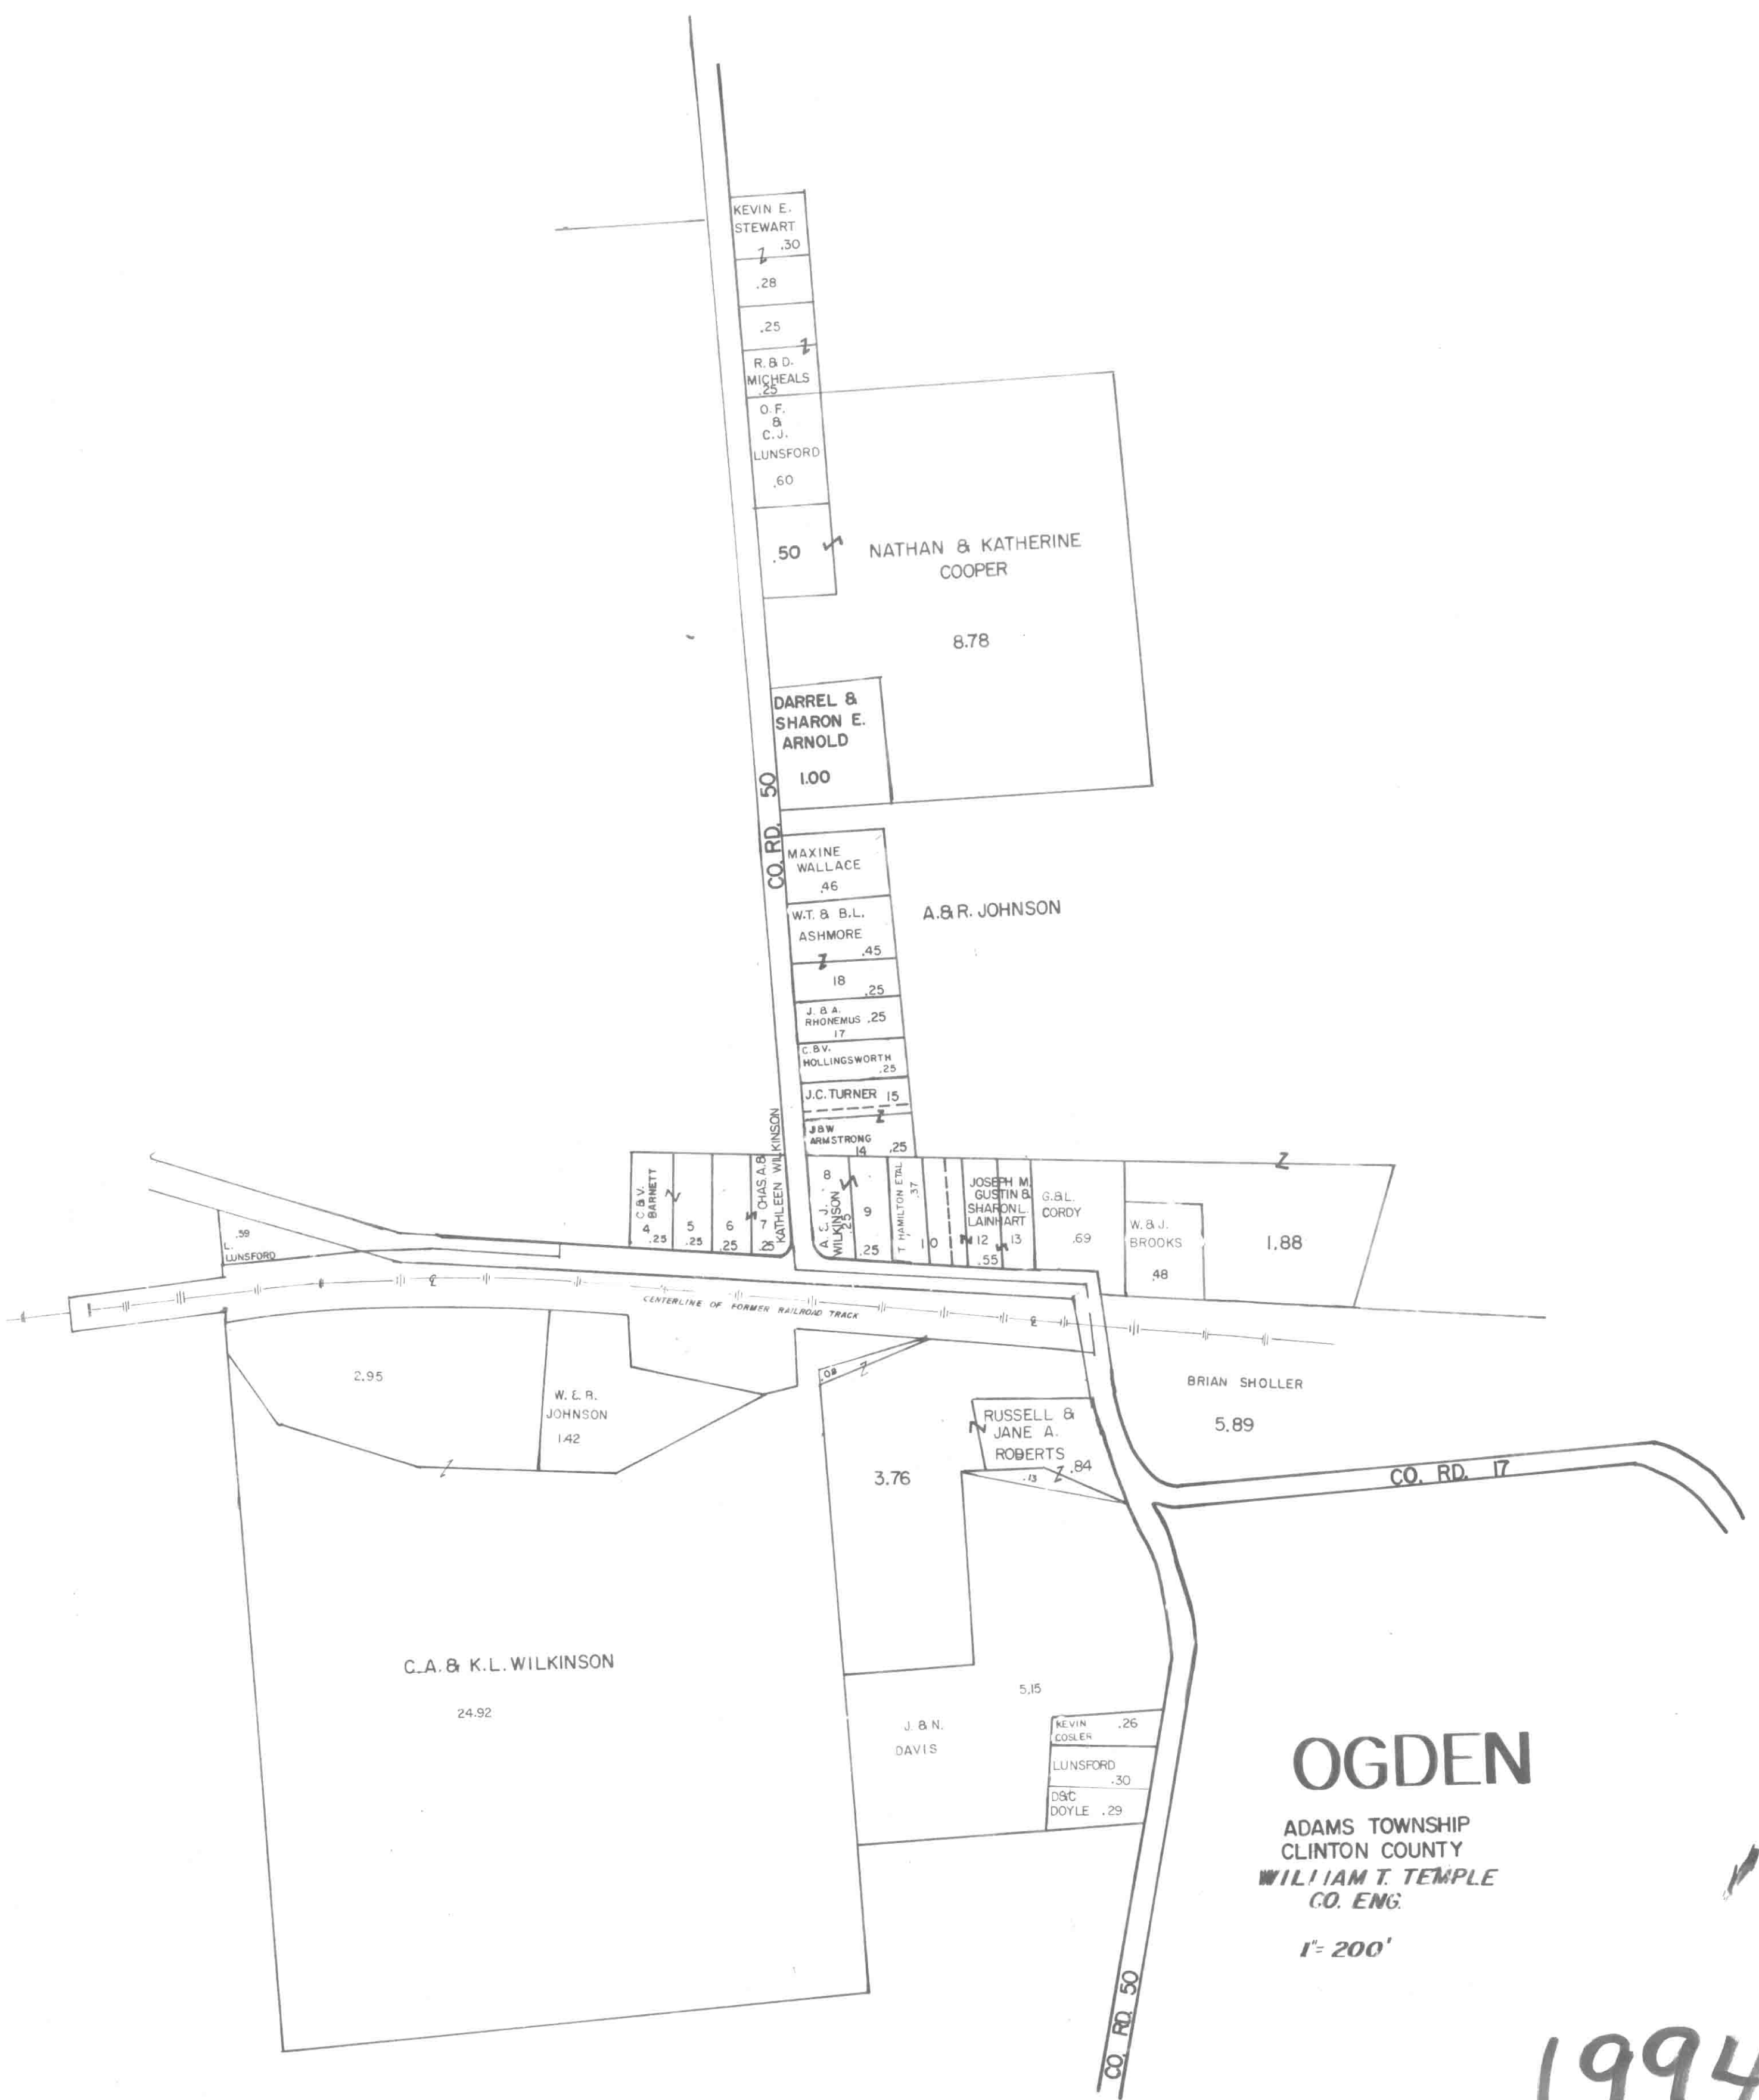 KEVIN E.
STEWART
.30
.28
.25
R. & D.
MICHEALS
.25
O. F.
&
C. J.
LUNSFORD
.60
.50
NATHAN & KATHERINE
COOPER
8.78
DARREL &
SHARON E.
ARNOLD
1.00
CO. RD. 50
MAXINE
WALLACE
.46
W.T. & B.L.
ASHMORE
.45
A. & R. JOHNSON
18
.25
J. & A.
RHONEMUS .25
17
C. & V.
HOLLINGSWORTH
.25
J.C. TURNER 15
J&W
ARMSTRONG
14 .25
C & V.
BARNETT
4
.25
5
.25
6
.25
CHAS. A. &
KATHLEEN WILKINSON
7
.25
8
A. & J.
WILKINSON
.25
9
.25
T. HAMILTON ETAL
.37
10
JOSEPH M.
GUSTIN &
SHARON L.
LAINHART
12 13
.55
G. & L.
CORDY
.69
W. & J.
BROOKS
.48
1.88
.59
L.
LUNSFORD
CENTERLINE OF FORMER RAILROAD TRACK
2.95
W. & R.
JOHNSON
1.42
.08
3.76
RUSSELL &
JANE A.
ROBERTS
.84
.13
BRIAN SHOLLER
5.89
CO. RD. 17
C. A. & K. L. WILKINSON
24.92
5.15
J. & N.
DAVIS
KEVIN .26
COSLER
LUNSFORD
.30
D&C
DOYLE .29
CO. RD. 50
OGDEN
ADAMS TOWNSHIP
CLINTON COUNTY
WILLIAM T. TEMPLE
CO. ENG.
1"= 200'
1994